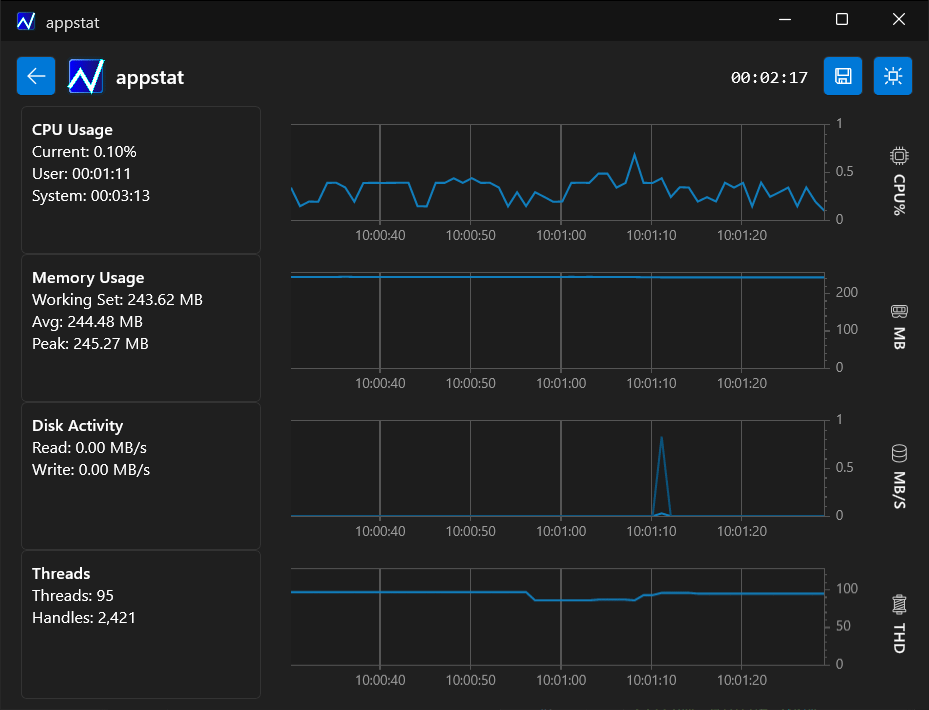 appstat
appstat
00:02:17
CPU Usage
Current: 0.10%
User: 00:01:11
System: 00:03:13
1
0.5
0
10:00:40 10:00:50 10:01:00 10:01:10 10:01:20
CPU%
Memory Usage
Working Set: 243.62 MB
Avg: 244.48 MB
Peak: 245.27 MB
200
100
0
10:00:40 10:00:50 10:01:00 10:01:10 10:01:20
MB
Disk Activity
Read: 0.00 MB/s
Write: 0.00 MB/s
1
0.5
0
10:00:40 10:00:50 10:01:00 10:01:10 10:01:20
MB/S
Threads
Threads: 95
Handles: 2,421
100
50
0
10:00:40 10:00:50 10:01:00 10:01:10 10:01:20
THD